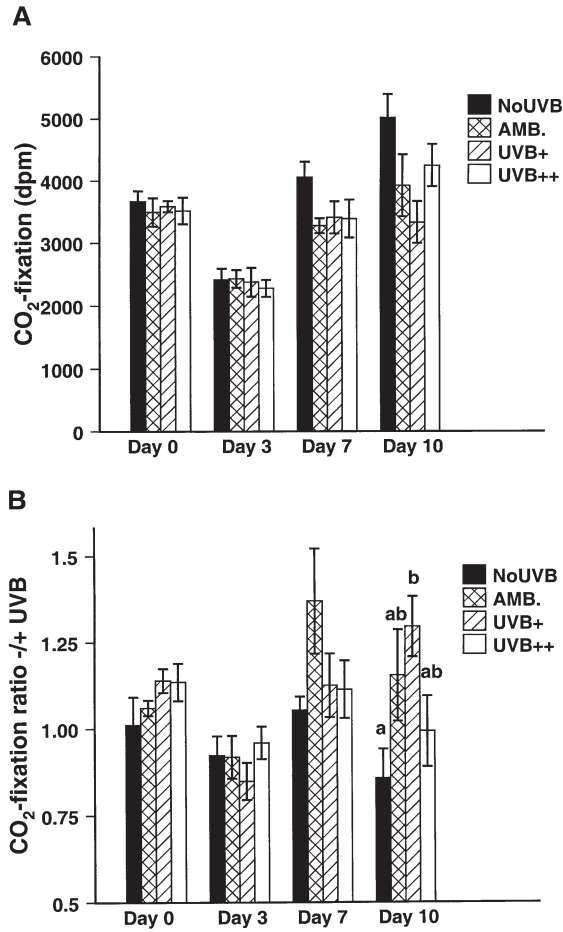 A
CO2-fixation (dpm)
6000
5000
4000
3000
2000
1000
0
NoUVB
AMB.
UVB+
UVB++
Day 0 Day 3 Day 7 Day 10
B
CO2-fixation ratio -/+ UVB
1.5
1.25
1.00
0.75
0.5
a
ab
b
ab
NoUVB
AMB.
UVB+
UVB++
Day 0 Day 3 Day 7 Day 10